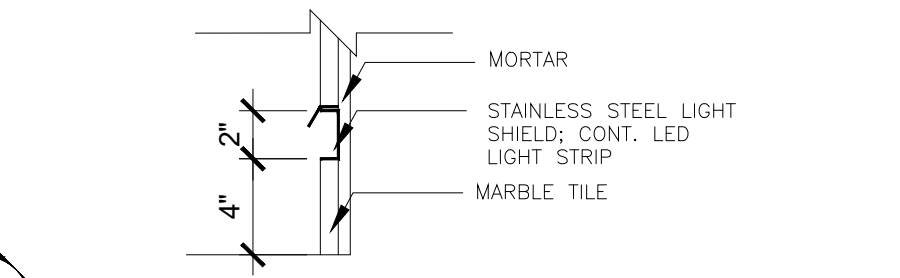 MORTAR
STAINLESS STEEL LIGHT
SHIELD; CONT. LED
LIGHT STRIP
2"
MARBLE TILE
4"